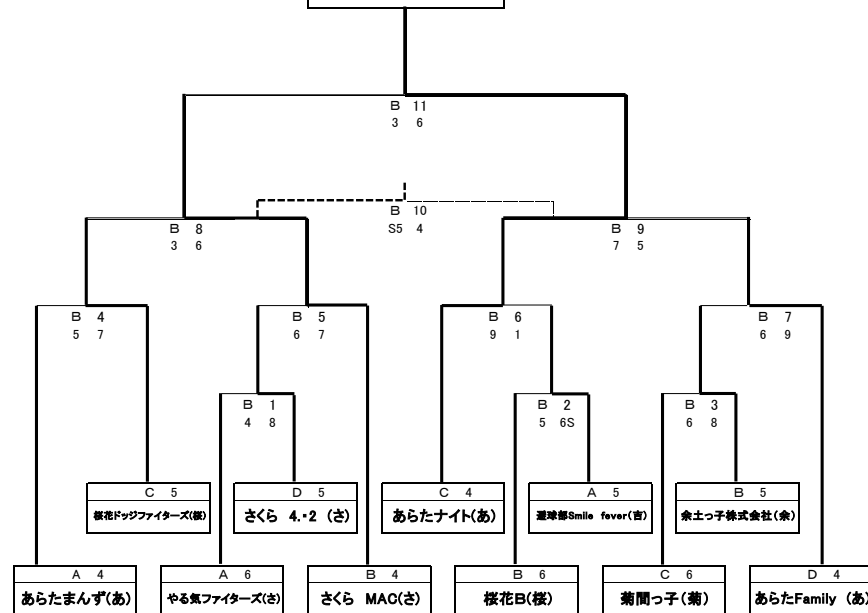 B 11
3 6
B 10
S5 4
B 8
3 6
B 9
7 5
B 4
5 7
B 5
6 7
B 6
9 1
B 7
6 9
B 1
4 8
B 2
5 6S
B 3
6 8
C 5
桜花ドッジファイターズ(桜)
D 5
さくら 4.・2 (さ)
C 4
あらたナイト(あ)
A 5
避球部Smile fever(吉)
B 5
余土っ子株式会社(余)
A 4
あらたまんず(あ)
A 6
やる気ファイターズ(さ)
B 4
さくら MAC(さ)
B 6
桜花B(桜)
C 6
菊間っ子(菊)
D 4
あらたFamily (あ)